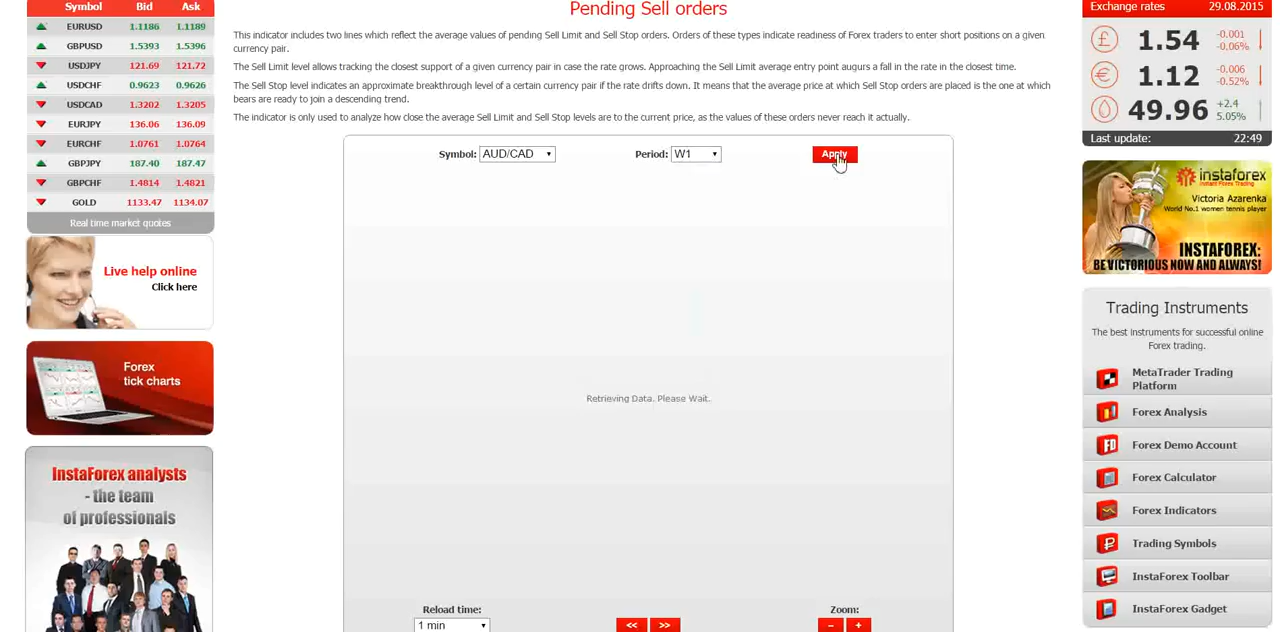 Symbol Bid Ask
EURUSD 1.1186 1.1189
GBPUSD 1.5393 1.5396
USDJPY 121.69 121.72
USDCHF 0.9623 0.9626
USDCAD 1.3202 1.3205
EURJPY 136.06 136.09
EURCHF 1.0761 1.0764
GBPJPY 187.40 187.47
GBPCHF 1.4814 1.4821
GOLD 1133.47 1134.07
Real time market quotes
Live help online
Click here
Forex
tick charts
InstaForex analysts
- the team
of professionals
Pending Sell orders
This indicator includes two lines which reflect the average values of pending Sell Limit and Sell Stop orders. Orders of these types indicate readiness of Forex traders to enter short positions on a given
currency pair.
The Sell Limit level allows tracking the closest support of a given currency pair in case the rate grows. Approaching the Sell Limit average entry point augurs a fall in the rate in the closest time.
The Sell Stop level indicates an approximate breakthrough level of a certain currency pair if the rate drifts down. It means that the average price at which Sell Stop orders are placed is the one at which
bears are ready to join a descending trend.
The indicator is only used to analyze how close the average Sell Limit and Sell Stop levels are to the current price, as the values of these orders never reach it actually.
Symbol: AUD/CAD Period: W1 Apply
Retrieving Data. Please Wait.
Reload time: Zoom:
1 min << >> - +
Exchange rates 29.08.2015
£ 1.54 -0.001
-0.06%
€ 1.12 -0.006
-0.52%
49.96 +2.4
5.05%
Last update: 22:49
instaforex
Instant Forex Trading
Victoria Azarenka
World No.1 women tennis player
INSTAFOREX:
BE VICTORIOUS NOW AND ALWAYS!
Trading Instruments
The best instruments for successful online
Forex trading.
MetaTrader Trading
Platform
Forex Analysis
Forex Demo Account
Forex Calculator
Forex Indicators
Trading Symbols
InstaForex Toolbar
InstaForex Gadget